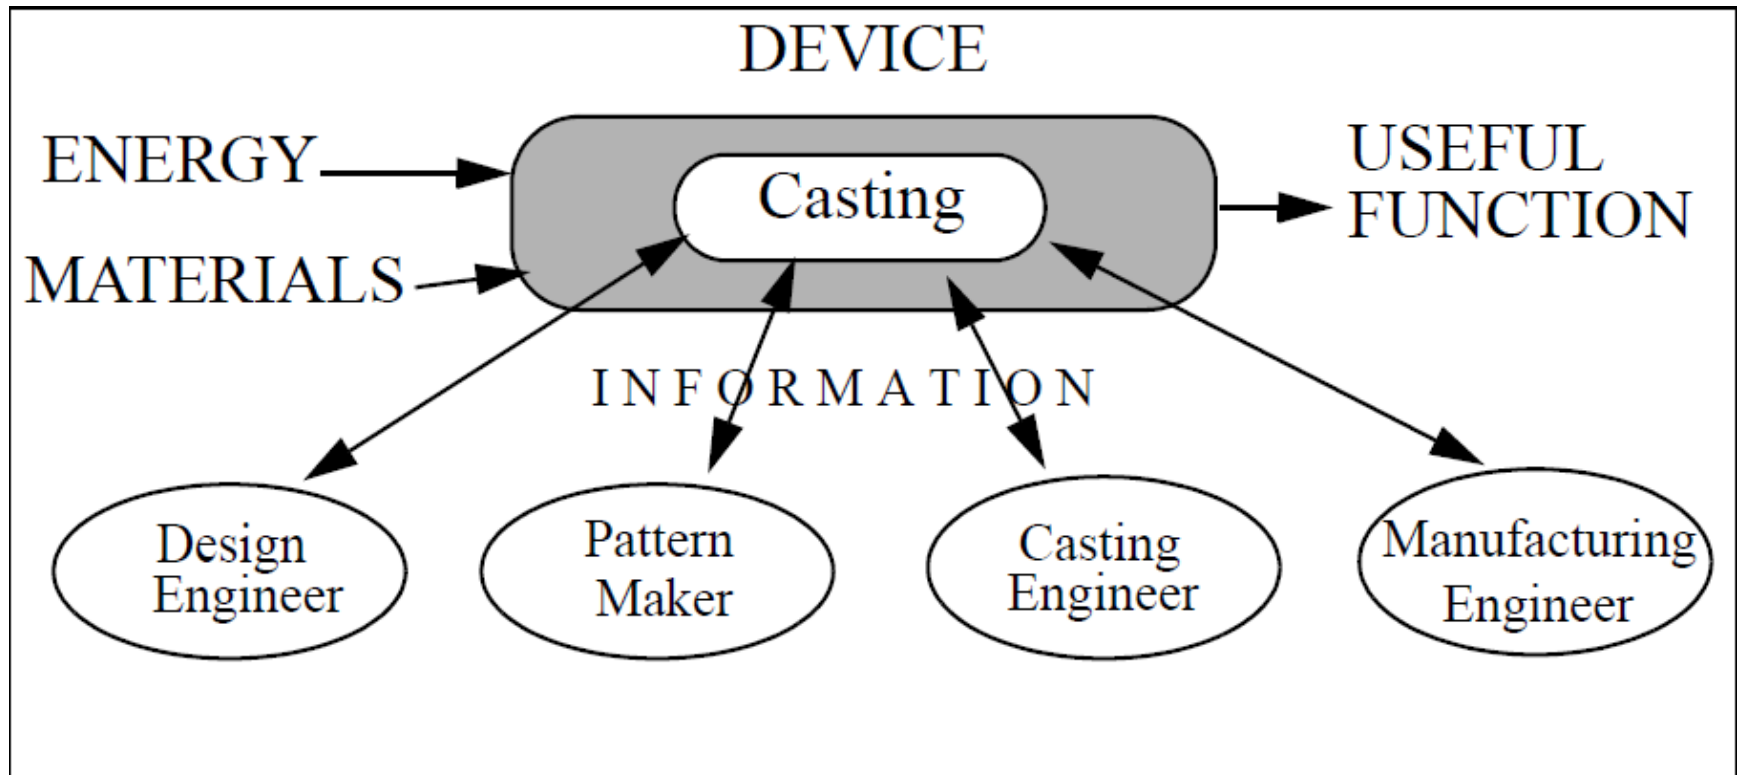 DEVICE
ENERGY
Casting
USEFUL
FUNCTION
MATERIALS
INFORMATION
Design
Engineer
Pattern
Maker
Casting
Engineer
Manufacturing
Engineer